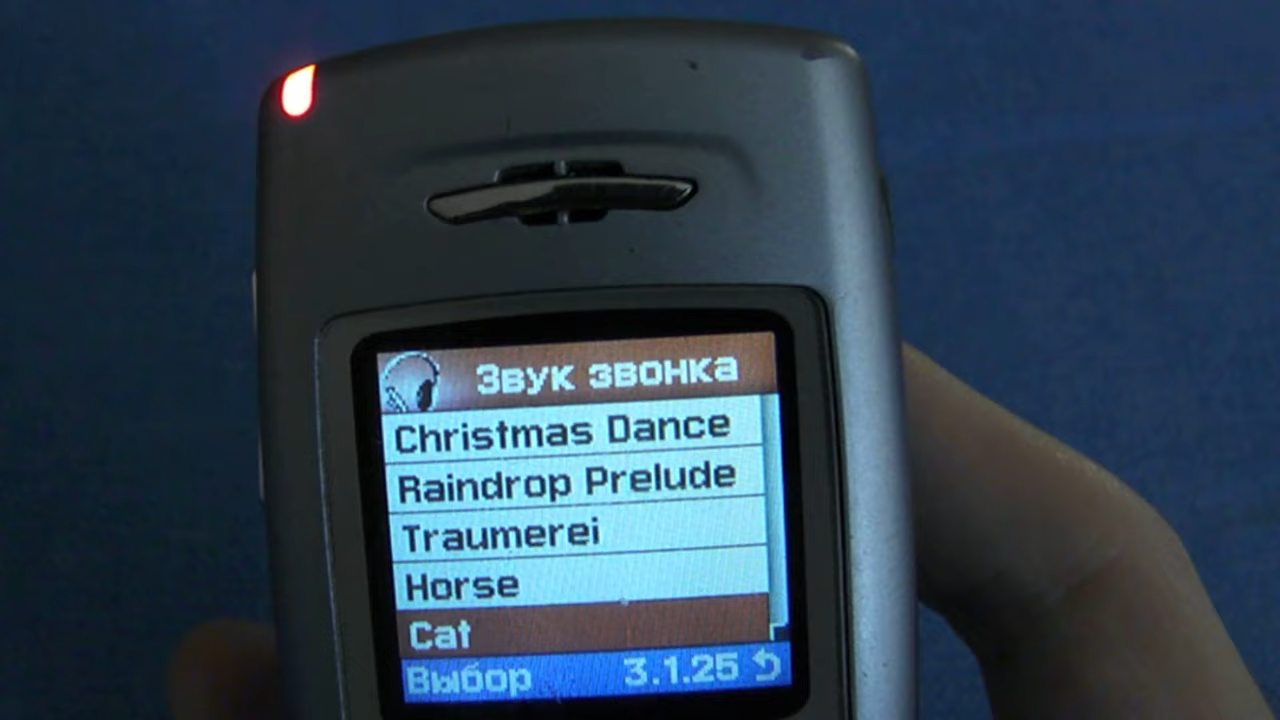 Звук звонка
Christmas Dance
Raindrop Prelude
Traumerei
Horse
Cat
Выбор 3.1.25